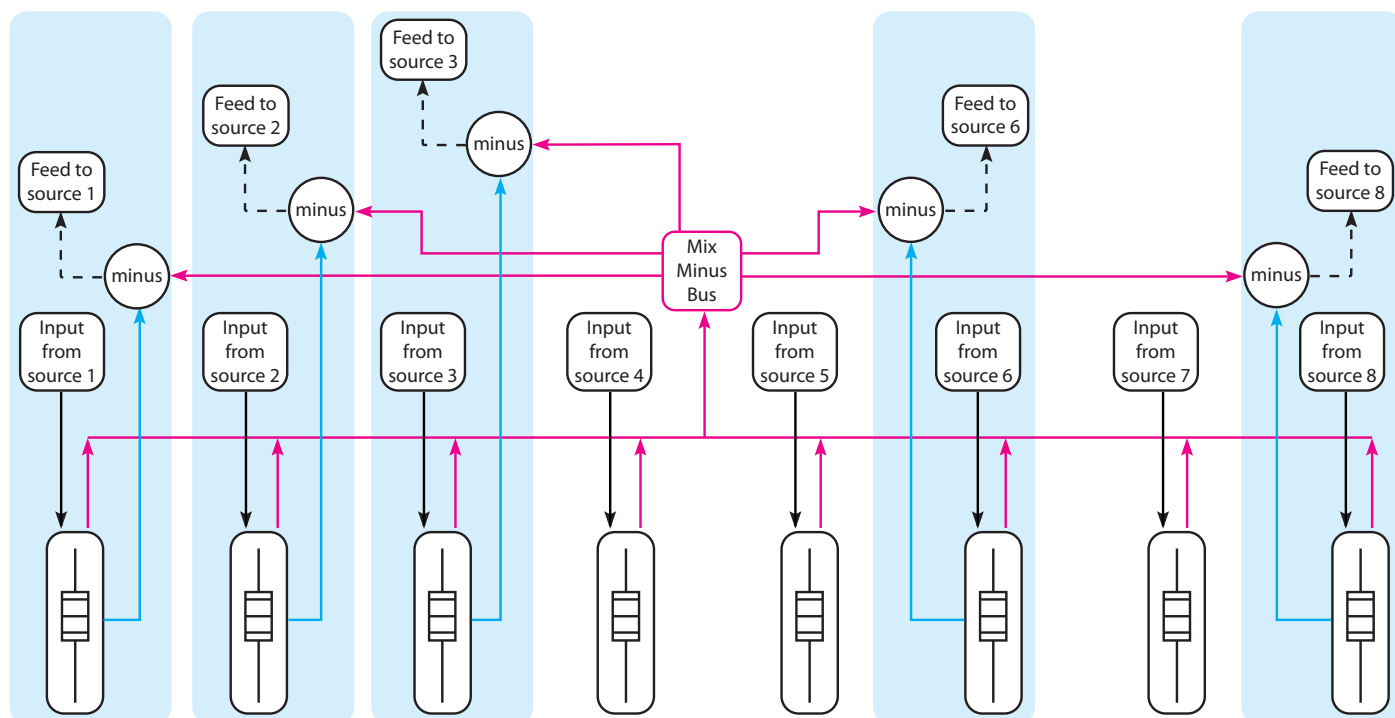 Feed to
source 3
Feed to
source 2
Feed to
source 6
minus
Feed to
source 1
Feed to
source 8
minus
minus
Mix
Minus
Bus
minus
minus
Input
from
source 1
Input
from
source 2
Input
from
source 3
Input
from
source 4
Input
from
source 5
Input
from
source 6
Input
from
source 7
Input
from
source 8